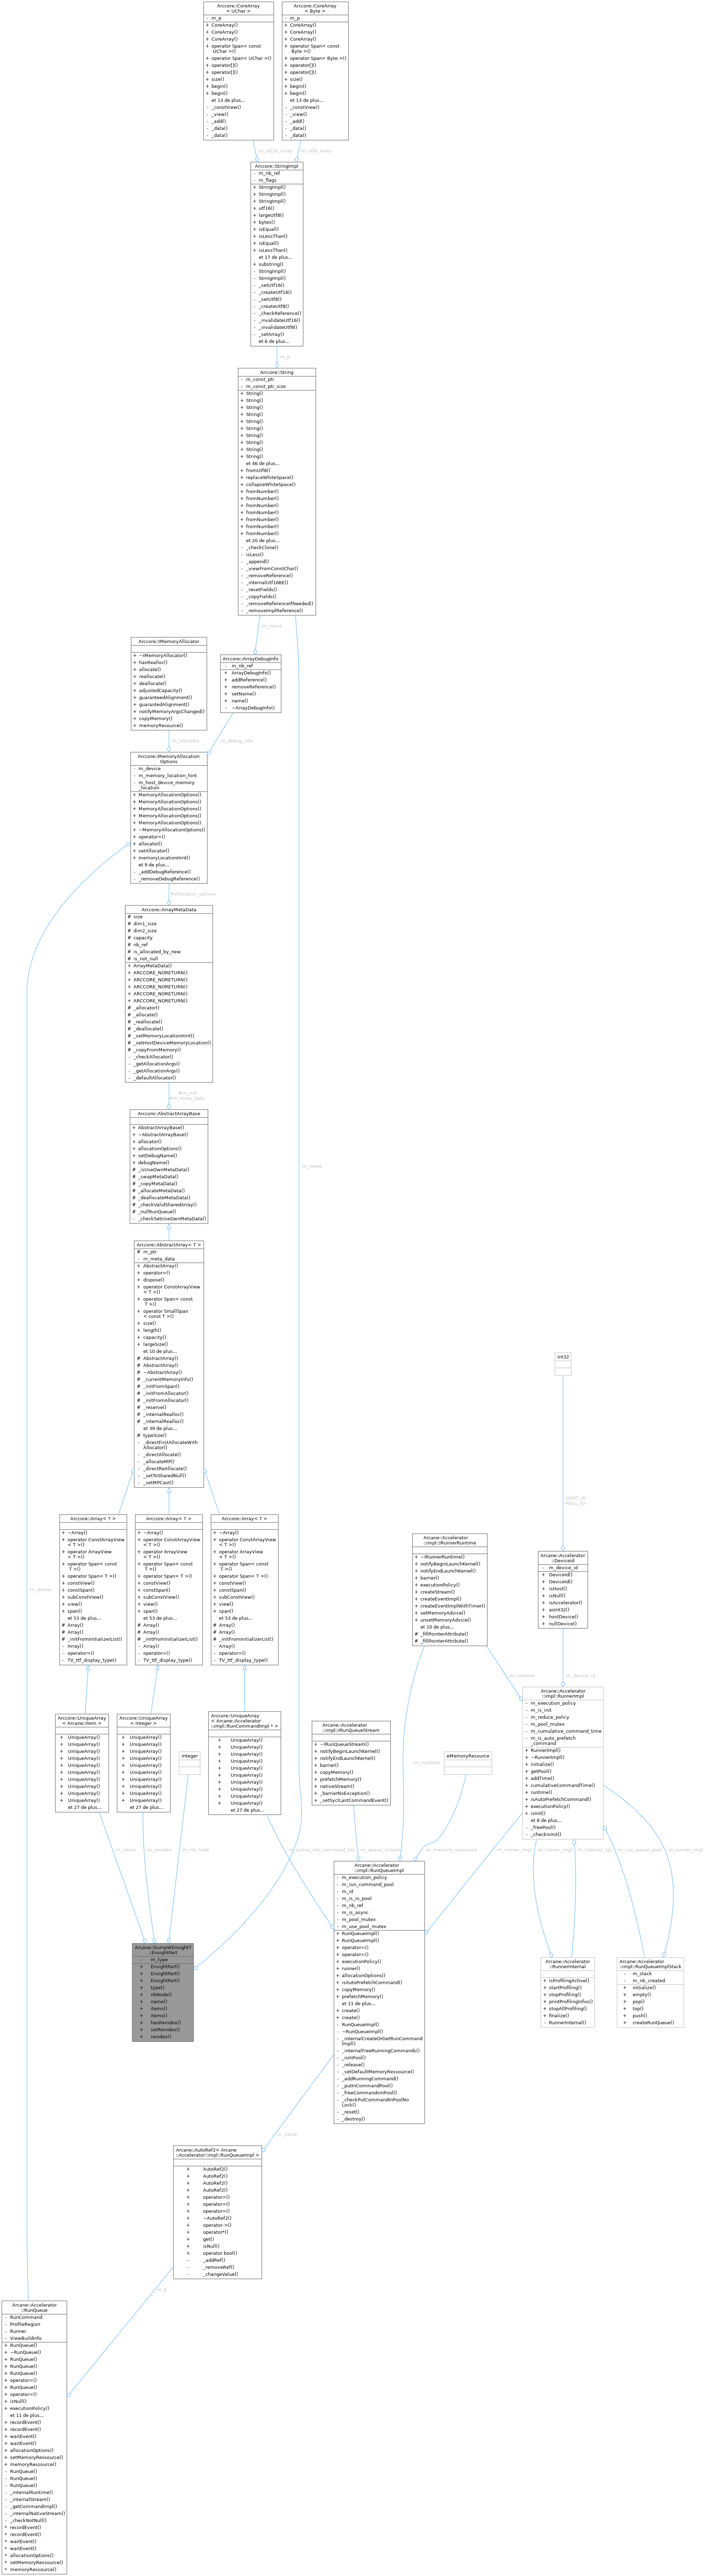 Arccore::CoreArray
< UChar >
- m_p
+ CoreArray()
+ CoreArray()
+ CoreArray()
+ operator Span< const
UChar >()
+ operator Span< UChar >()
+ operator[]()
+ operator[]()
+ size()
+ begin()
+ begin()
et 13 de plus...
- _constView()
- _view()
- _add()
- _data()
- _data()
Arccore::CoreArray
< Byte >
- m_p
+ CoreArray()
+ CoreArray()
+ CoreArray()
+ operator Span< const
Byte >()
+ operator Span< Byte >()
+ operator[]()
+ operator[]()
+ size()
+ begin()
+ begin()
et 13 de plus...
- _constView()
- _view()
- _add()
- _data()
- _data()
-m_utf16_array
-m_utf8_array
Arccore::StringImpl
- m_nb_ref
- m_flags
+ StringImpl()
+ StringImpl()
+ StringImpl()
+ utf16()
+ largeUtf8()
+ bytes()
+ isEqual()
+ isLessThan()
+ isEqual()
+ isLessThan()
et 17 de plus...
+ substring()
- StringImpl()
- StringImpl()
- _setUtf16()
- _createUtf16()
- _setUtf8()
- _createUtf8()
- _checkReference()
- _invalidateUtf16()
- _invalidateUtf8()
- _setArray()
et 6 de plus...
-m_p
Arccore::String
- m_const_ptr
- m_const_ptr_size
+ String()
+ String()
+ String()
+ String()
+ String()
+ String()
+ String()
+ String()
+ String()
+ String()
et 46 de plus...
+ fromUtf8()
+ replaceWhiteSpace()
+ collapseWhiteSpace()
+ fromNumber()
+ fromNumber()
+ fromNumber()
+ fromNumber()
+ fromNumber()
+ fromNumber()
+ fromNumber()
et 20 de plus...
- _checkClone()
- isLess()
- _append()
- _viewFromConstChar()
- _removeReference()
- _internalUtf16BE()
- _resetFields()
- _copyFields()
- _removeReferenceIfNeeded()
- _removeImplReference()
-m_name
Arccore::IMemoryAllocator
+ ~IMemoryAllocator()
+ hasRealloc()
+ allocate()
+ reallocate()
+ deallocate()
+ adjustedCapacity()
+ guaranteedAlignment()
+ guarantedAlignment()
+ notifyMemoryArgsChanged()
+ copyMemory()
+ memoryResource()
Arccore::ArrayDebugInfo
- m_nb_ref
+ ArrayDebugInfo()
+ addReference()
+ removeReference()
+ setName()
+ name()
- ~ArrayDebugInfo()
-m_allocator
-m_debug_info
Arccore::MemoryAllocation
Options
- m_device
- m_memory_location_hint
- m_host_device_memory
_location
+ MemoryAllocationOptions()
+ MemoryAllocationOptions()
+ MemoryAllocationOptions()
+ MemoryAllocationOptions()
+ MemoryAllocationOptions()
+ ~MemoryAllocationOptions()
+ operator=()
+ allocator()
+ setAllocator()
+ memoryLocationHint()
et 9 de plus...
- _addDebugReference()
- _removeDebugReference()
#allocation_options
Arccore::ArrayMetaData
# size
# dim1_size
# dim2_size
# capacity
# nb_ref
# is_allocated_by_new
# is_not_null
+ ArrayMetaData()
+ ARCCORE_NORETURN()
+ ARCCORE_NORETURN()
+ ARCCORE_NORETURN()
+ ARCCORE_NORETURN()
+ ARCCORE_NORETURN()
# _allocator()
# _allocate()
# _reallocate()
# _deallocate()
# _setMemoryLocationHint()
# _setHostDeviceMemoryLocation()
# _copyFromMemory()
- _checkAllocator()
- _getAllocationArgs()
- _getAllocationArgs()
- _defaultAllocator()
#m_md
#m_meta_data
Arccore::AbstractArrayBase
+ AbstractArrayBase()
+ ~AbstractArrayBase()
+ allocator()
+ allocationOptions()
+ setDebugName()
+ debugName()
# _isUseOwnMetaData()
# _swapMetaData()
# _copyMetaData()
# _allocateMetaData()
# _deallocateMetaData()
# _checkValidSharedArray()
# _nullRunQueue()
- _checkSetUseOwnMetaData()
-m_name
Arccore::AbstractArray< T >
# m_ptr
- m_meta_data
+ AbstractArray()
+ operator=()
+ dispose()
+ operator ConstArrayView
< T >()
+ operator Span< const
T >()
+ operator SmallSpan
< const T >()
+ size()
+ length()
+ capacity()
+ largeSize()
et 10 de plus...
# AbstractArray()
# AbstractArray()
# ~AbstractArray()
# _currentMemoryInfo()
# _initFromSpan()
# _initFromAllocator()
# _initFromAllocator()
# _reserve()
# _internalRealloc()
# _internalRealloc()
et 39 de plus...
# typeSize()
- _directFirstAllocateWith
Allocator()
- _directAllocate()
- _allocateMP()
- _directReAllocate()
- _setToSharedNull()
- _setMPCast()
Int32
-HOST_ID
-NULL_ID
Arccore::Array< T >
+ ~Array()
+ operator ConstArrayView
< T >()
+ operator ArrayView
< T >()
+ operator Span< const
T >()
+ operator Span< T >()
+ constView()
+ constSpan()
+ subConstView()
+ view()
+ span()
et 53 de plus...
# Array()
# Array()
# _initFromInitializerList()
- Array()
- operator=()
- TV_ttf_display_type()
Arccore::Array< T >
+ ~Array()
+ operator ConstArrayView
< T >()
+ operator ArrayView
< T >()
+ operator Span< const
T >()
+ operator Span< T >()
+ constView()
+ constSpan()
+ subConstView()
+ view()
+ span()
et 53 de plus...
# Array()
# Array()
# _initFromInitializerList()
- Array()
- operator=()
- TV_ttf_display_type()
Arccore::Array< T >
+ ~Array()
+ operator ConstArrayView
< T >()
+ operator ArrayView
< T >()
+ operator Span< const
T >()
+ operator Span< T >()
+ constView()
+ constSpan()
+ subConstView()
+ view()
+ span()
et 53 de plus...
# Array()
# Array()
# _initFromInitializerList()
- Array()
- operator=()
- TV_ttf_display_type()
Arcane::Accelerator
::impl::IRunnerRuntime
+ ~IRunnerRuntime()
+ notifyBeginLaunchKernel()
+ notifyEndLaunchKernel()
+ barrier()
+ executionPolicy()
+ createStream()
+ createEventImpl()
+ createEventImplWithTimer()
+ setMemoryAdvice()
+ unsetMemoryAdvice()
et 10 de plus...
# _fillPointerAttribute()
# _fillPointerAttribute()
Arcane::Accelerator
::DeviceId
- m_device_id
+ DeviceId()
+ DeviceId()
+ isHost()
+ isNull()
+ isAccelerator()
+ asInt32()
+ hostDevice()
+ nullDevice()
-m_queue
-m_runtime
-m_device_id
Arccore::UniqueArray
< Arcane::Item >
+ UniqueArray()
+ UniqueArray()
+ UniqueArray()
+ UniqueArray()
+ UniqueArray()
+ UniqueArray()
+ UniqueArray()
+ UniqueArray()
+ UniqueArray()
+ UniqueArray()
et 27 de plus...
Arccore::UniqueArray
< Integer >
+ UniqueArray()
+ UniqueArray()
+ UniqueArray()
+ UniqueArray()
+ UniqueArray()
+ UniqueArray()
+ UniqueArray()
+ UniqueArray()
+ UniqueArray()
+ UniqueArray()
et 27 de plus...
Integer
Arccore::UniqueArray
< Arcane::Accelerator
::impl::RunCommandImpl * >
+ UniqueArray()
+ UniqueArray()
+ UniqueArray()
+ UniqueArray()
+ UniqueArray()
+ UniqueArray()
+ UniqueArray()
+ UniqueArray()
+ UniqueArray()
+ UniqueArray()
et 27 de plus...
Arcane::Accelerator
::impl::IRunQueueStream
+ ~IRunQueueStream()
+ notifyBeginLaunchKernel()
+ notifyEndLaunchKernel()
+ barrier()
+ copyMemory()
+ prefetchMemory()
+ nativeStream()
+ _barrierNoException()
+ _setSyclLastCommandEvent()
-m_runtime
eMemoryResource
Arcane::Accelerator
::impl::RunnerImpl
- m_execution_policy
- m_is_init
- m_reduce_policy
- m_pool_mutex
- m_cumulative_command_time
- m_is_auto_prefetch
_command
+ RunnerImpl()
+ ~RunnerImpl()
+ initialize()
+ getPool()
+ addTime()
+ cumulativeCommandTime()
+ runtime()
+ isAutoPrefetchCommand()
+ executionPolicy()
+ isInit()
et 8 de plus...
- _freePool()
- _checkIsInit()
-m_items
-m_reindex
-m_nb_node
-m_active_run_command_list
-m_queue_stream
-m_memory_ressource
-m_runner_impl
-m_runner_impl
-m_internal_api
-m_run_queue_pool
-m_runner_impl
Arcane::DumpWEnsight7
::EnsightPart
- m_type
+ EnsightPart()
+ EnsightPart()
+ EnsightPart()
+ type()
+ nbNode()
+ name()
+ items()
+ items()
+ hasReindex()
+ setReindex()
+ reindex()
Arcane::Accelerator
::impl::RunQueueImpl
- m_execution_policy
- m_run_command_pool
- m_id
- m_is_in_pool
- m_nb_ref
- m_is_async
- m_pool_mutex
- m_use_pool_mutex
+ RunQueueImpl()
+ RunQueueImpl()
+ operator=()
+ operator=()
+ executionPolicy()
+ runner()
+ allocationOptions()
+ isAutoPrefetchCommand()
+ copyMemory()
+ prefetchMemory()
et 11 de plus...
+ create()
+ create()
- RunQueueImpl()
- ~RunQueueImpl()
- _internalCreateOrGetRunCommand
Impl()
- _internalFreeRunningCommands()
- _isInPool()
- _release()
- _setDefaultMemoryRessource()
- _addRunningCommand()
- _putInCommandPool()
- _freeCommandsInPool()
- _checkPutCommandInPoolNo
Lock()
- _reset()
- _destroy()
Arcane::Accelerator
::RunnerInternal
+ isProfilingActive()
+ startProfiling()
+ stopProfiling()
+ printProfilingInfos()
+ stopAllProfiling()
+ finalize()
- RunnerInternal()
Arcane::Accelerator
::impl::RunQueueImplStack
- m_stack
- m_nb_created
+ initialize()
+ empty()
+ pop()
+ top()
+ push()
+ createRunQueue()
-m_value
Arcane::AutoRef2< Arcane
::Accelerator::impl::RunQueueImpl >
+ AutoRef2()
+ AutoRef2()
+ AutoRef2()
+ AutoRef2()
+ operator=()
+ operator=()
+ operator=()
+ ~AutoRef2()
+ operator->()
+ operator*()
+ get()
+ isNull()
+ operator bool()
- _addRef()
- _removeRef()
- _changeValue()
-m_p
Arcane::Accelerator
::RunQueue
- RunCommand
- ProfileRegion
- Runner
- ViewBuildInfo
+ RunQueue()
+ ~RunQueue()
+ RunQueue()
+ RunQueue()
+ RunQueue()
+ operator=()
+ RunQueue()
+ operator=()
+ isNull()
+ executionPolicy()
et 11 de plus...
+ recordEvent()
+ recordEvent()
+ waitEvent()
+ waitEvent()
+ allocationOptions()
+ setMemoryRessource()
+ memoryRessource()
- RunQueue()
- RunQueue()
- RunQueue()
- _internalRuntime()
- _internalStream()
- _getCommandImpl()
- _internalNativeStream()
- _checkNotNull()
* recordEvent()
* recordEvent()
* waitEvent()
* waitEvent()
* allocationOptions()
* setMemoryRessource()
* memoryRessource()